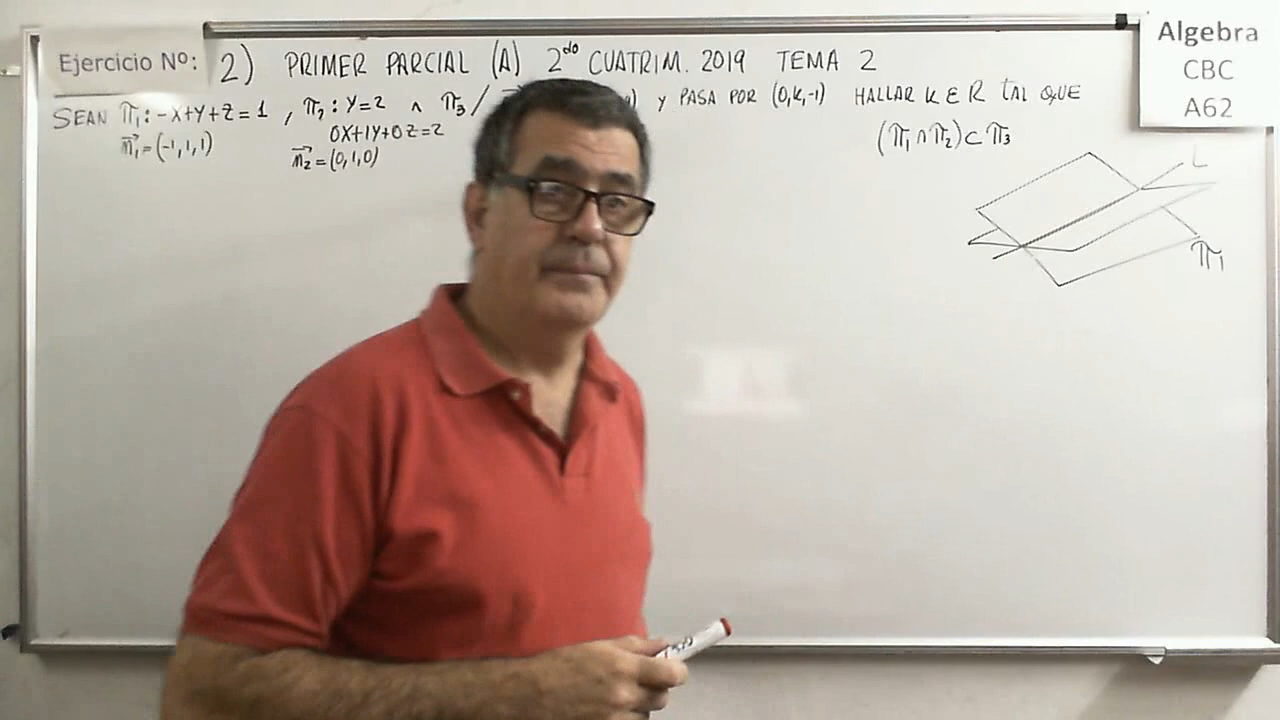 Ejercicio Nº: 2) PRIMER PARCIAL (A) 2do CUATRIM. 2019 TEMA 2
Algebra
CBC
A62
SEAN π₁: -X+Y+Z=1, π₂: Y=2 ∧ π₃/ y PASA POR (0,K,-1) HALLAR K ∈ R TAL QUE
n₁=(-1,1,1) 0X+1Y+0Z=2 (π₁∩π₂)⊂π₃
n₂=(0,1,0)
L
π₁